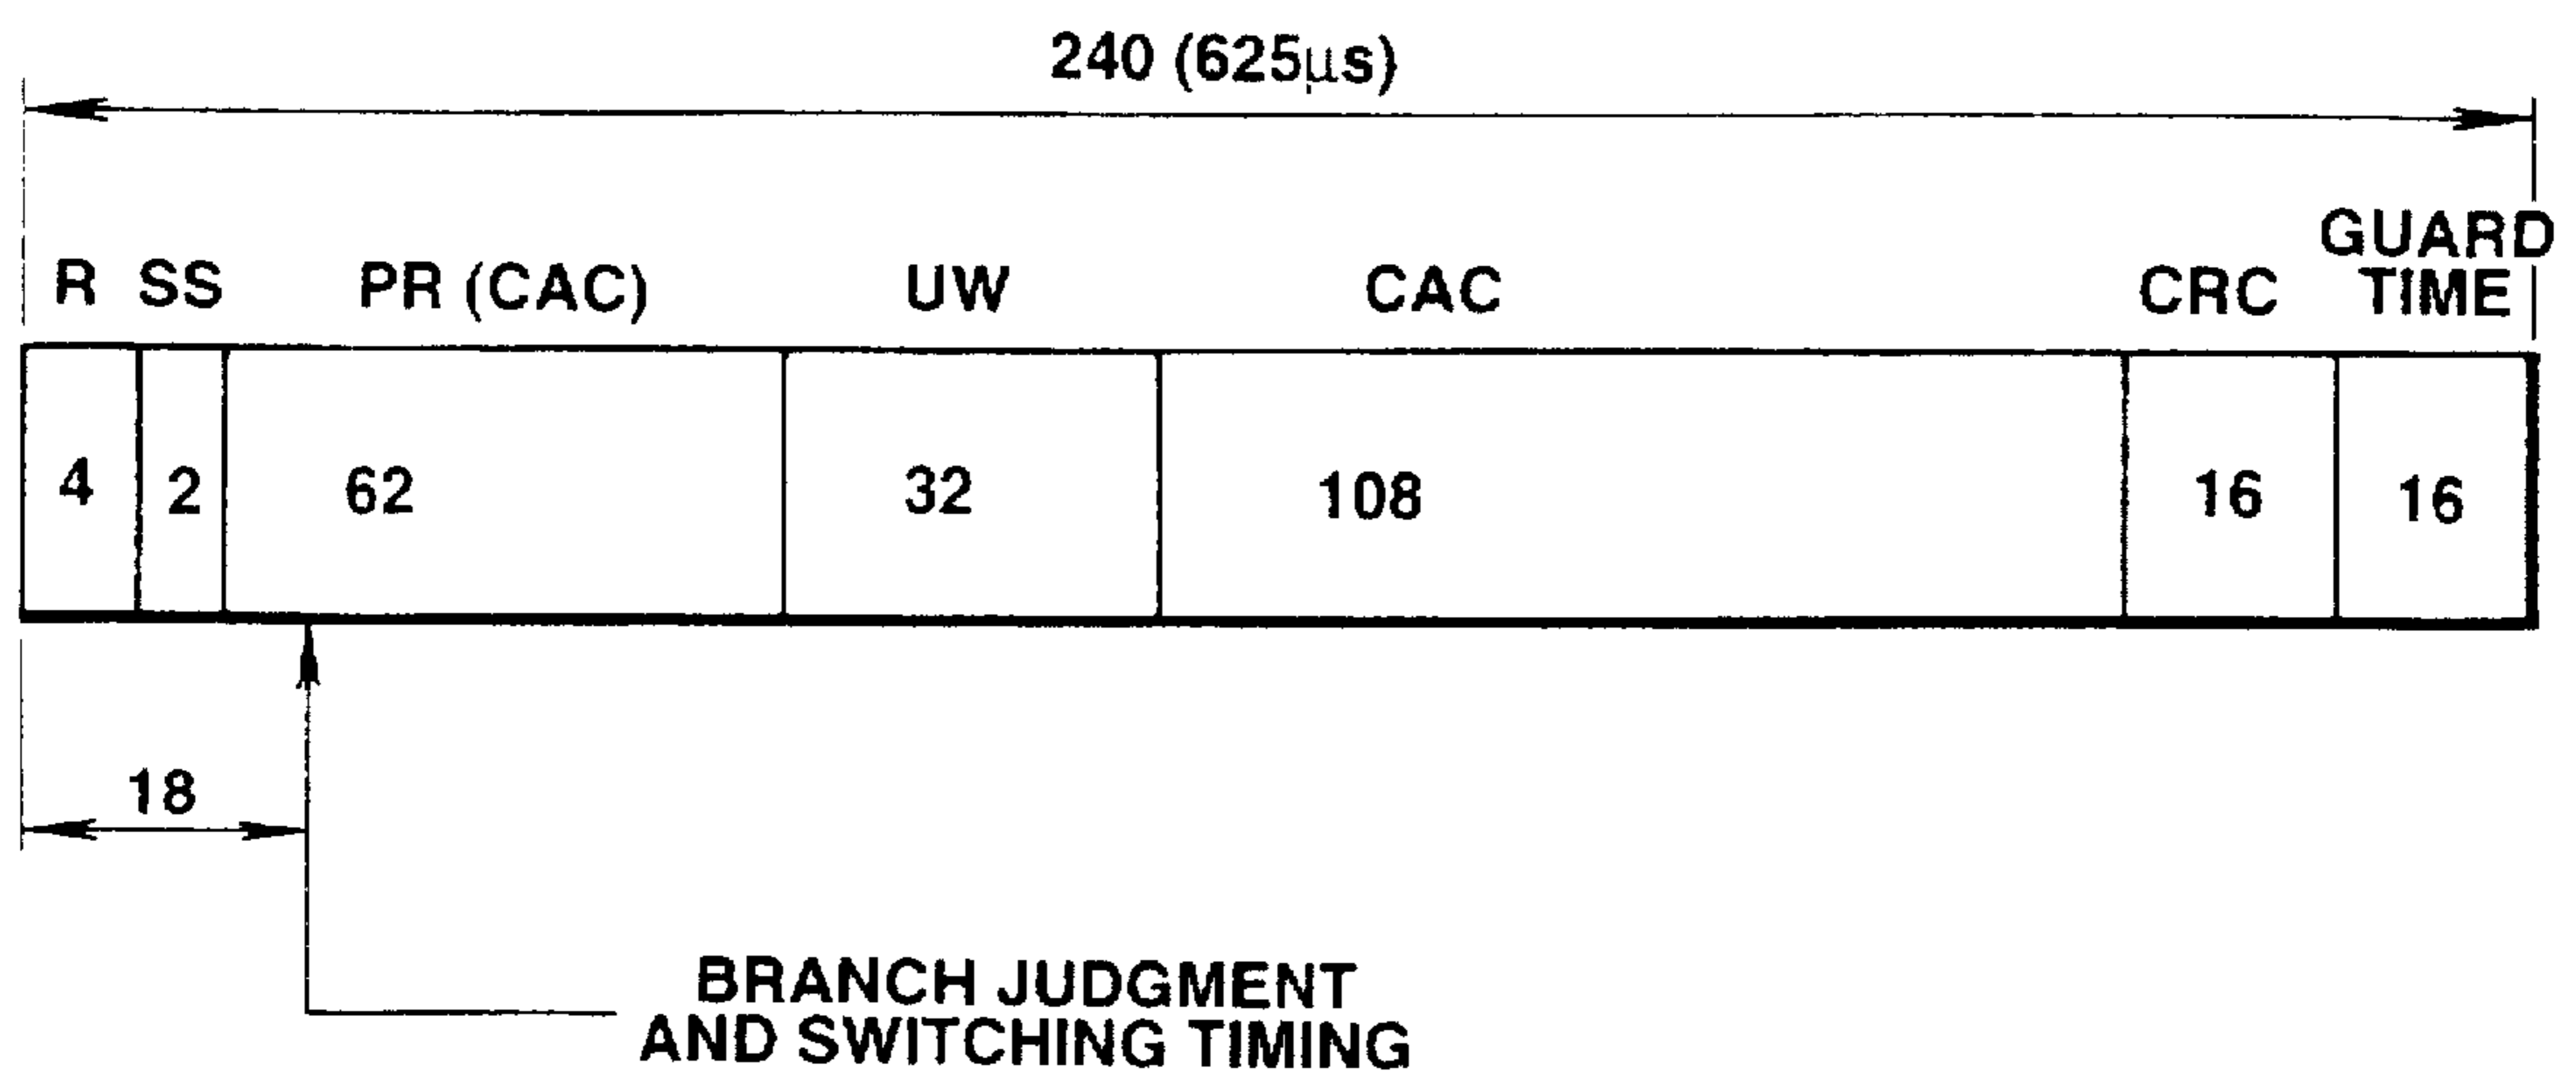 240 (625μs)
R SS PR (CAC) UW CAC CRC GUARD TIME
4 2 62 32 108 16 16
18
BRANCH JUDGMENT
AND SWITCHING TIMING